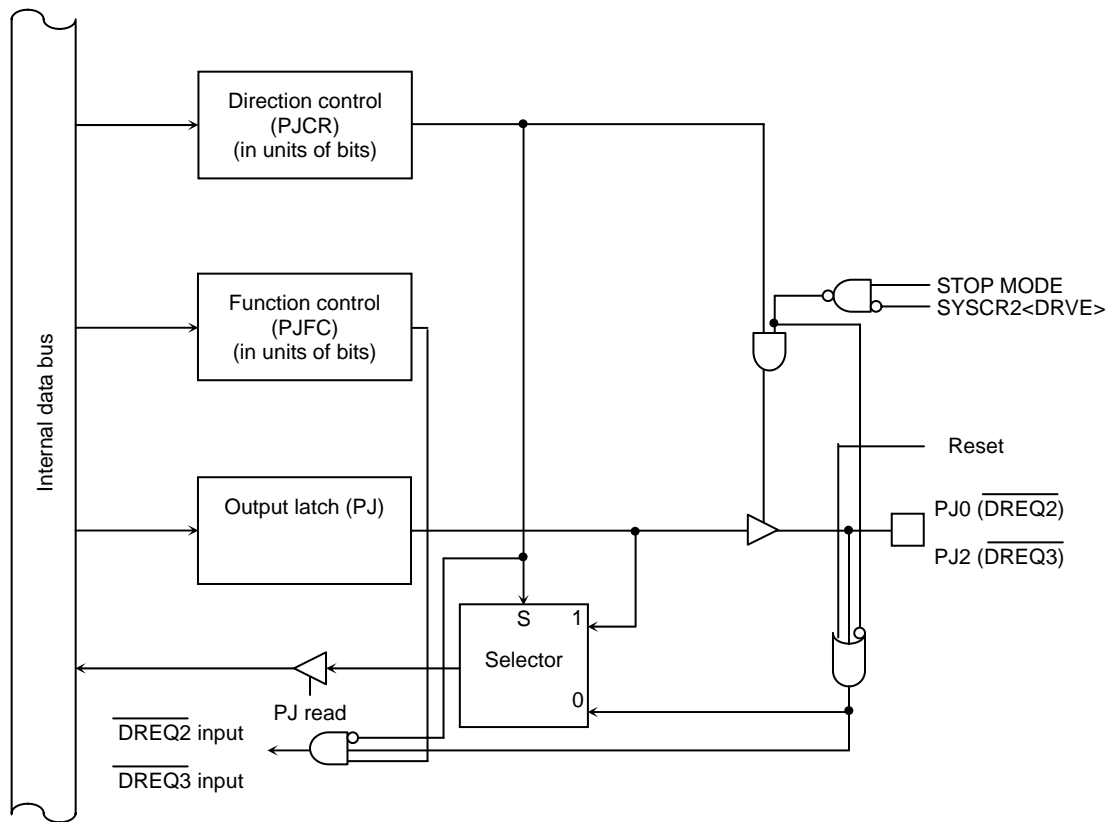 Internal data bus
Direction control
(PJCR)
(in units of bits)
Function control
(PJFC)
(in units of bits)
STOP MODE
SYSCR2<DRVE>
Reset
Output latch (PJ)
PJ0 (DREQ2)
PJ2 (DREQ3)
S
1
Selector
0
PJ read
DREQ2 input
DREQ3 input